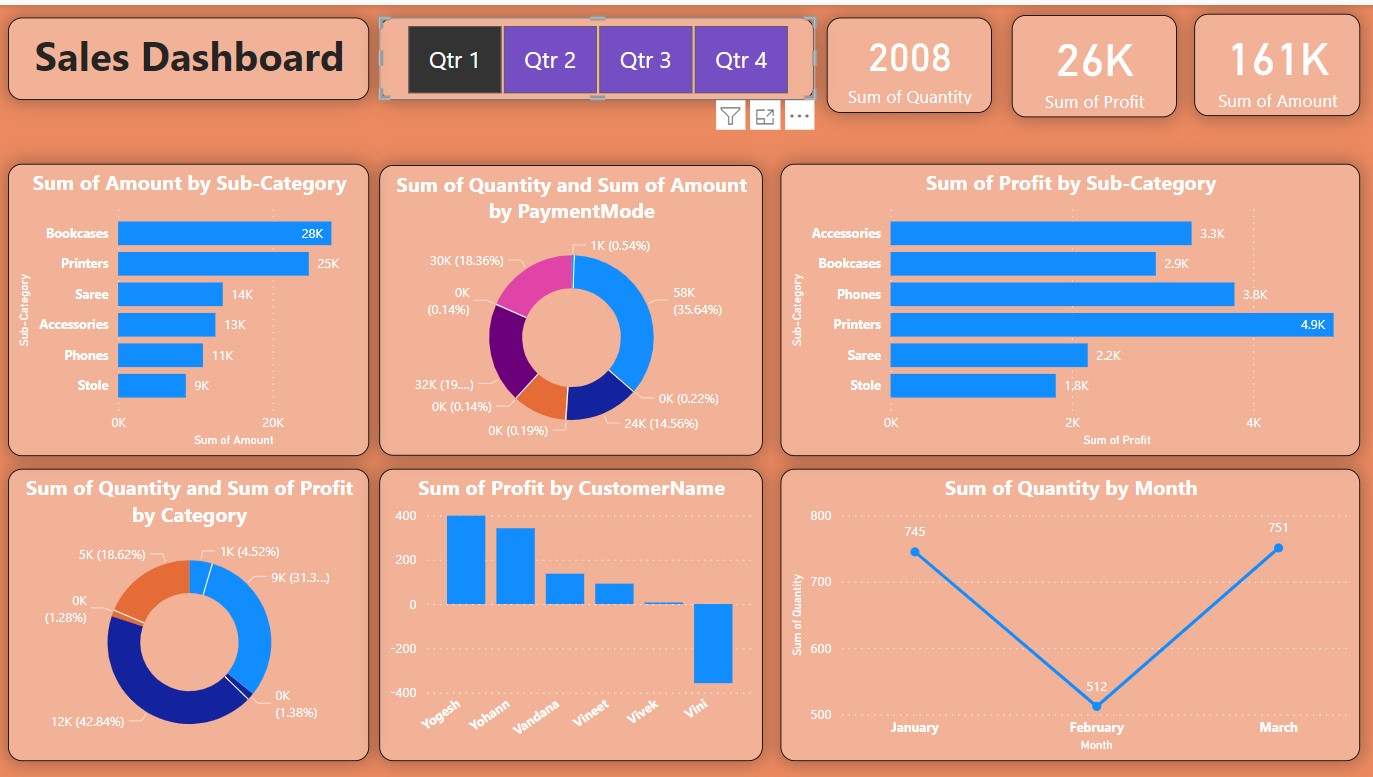 Sales Dashboard
Qtr 1
Qtr 2
Qtr 3
Qtr 4
2008
Sum of Quantity
26K
Sum of Profit
161K
Sum of Amount
Sum of Amount by Sub-Category
Sub-Category
Bookcases
28K
Printers
25K
Saree
14K
Accessories
13K
Phones
11K
Stole
9K
0K
20K
Sum of Amount
Sum of Quantity and Sum of Amount
by PaymentMode
1K (0.54%)
58K
(35.64%)
0K (0.22%)
24K (14.56%)
0K (0.19%)
0K (0.14%)
32K (19....)
0K
(0.14%)
30K (18.36%)
Sum of Profit by Sub-Category
Sub-Category
Accessories
3.3K
Bookcases
2.9K
Phones
3.8K
Printers
4.9K
Saree
2.2K
Stole
1.8K
0K
2K
4K
Sum of Profit
Sum of Quantity and Sum of Profit
by Category
1K (4.52%)
9K (31.3...)
0K
(1.38%)
12K (42.84%)
0K
(1.28%)
5K (18.62%)
Sum of Profit by CustomerName
400
200
0
-200
-400
Yogesh
Yohann
Vandana
Vineet
Vivek
Vini
Sum of Quantity by Month
Sum of Quantity
800
700
600
500
745
512
751
January
February
March
Month